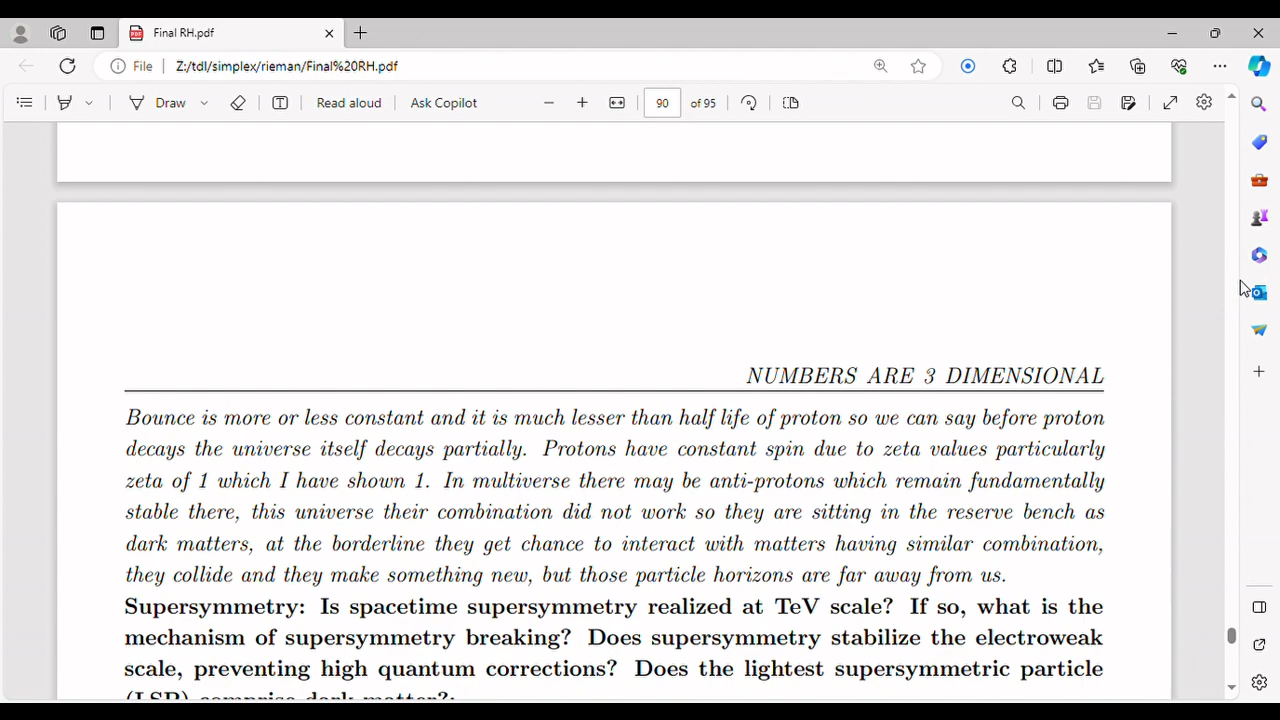 Final RH.pdf
File
Z:/tdl/simplex/rieman/Final%20RH.pdf
Draw
Read aloud
Ask Copilot
90 of 95
NUMBERS ARE 3 DIMENSIONAL
Bounce is more or less constant and it is much lesser than half life of proton so we can say before proton
decays the universe itself decays partially. Protons have constant spin due to zeta values particularly
zeta of 1 which I have shown 1. In multiverse there may be anti-protons which remain fundamentally
stable there, this universe their combination did not work so they are sitting in the reserve bench as
dark matters, at the borderline they get chance to interact with matters having similar combination,
they collide and they make something new, but those particle horizons are far away from us.
Supersymmetry: Is spacetime supersymmetry realized at TeV scale? If so, what is the
mechanism of supersymmetry breaking? Does supersymmetry stabilize the electroweak
scale, preventing high quantum corrections? Does the lightest supersymmetric particle
(LSP) comprise dark matter?: